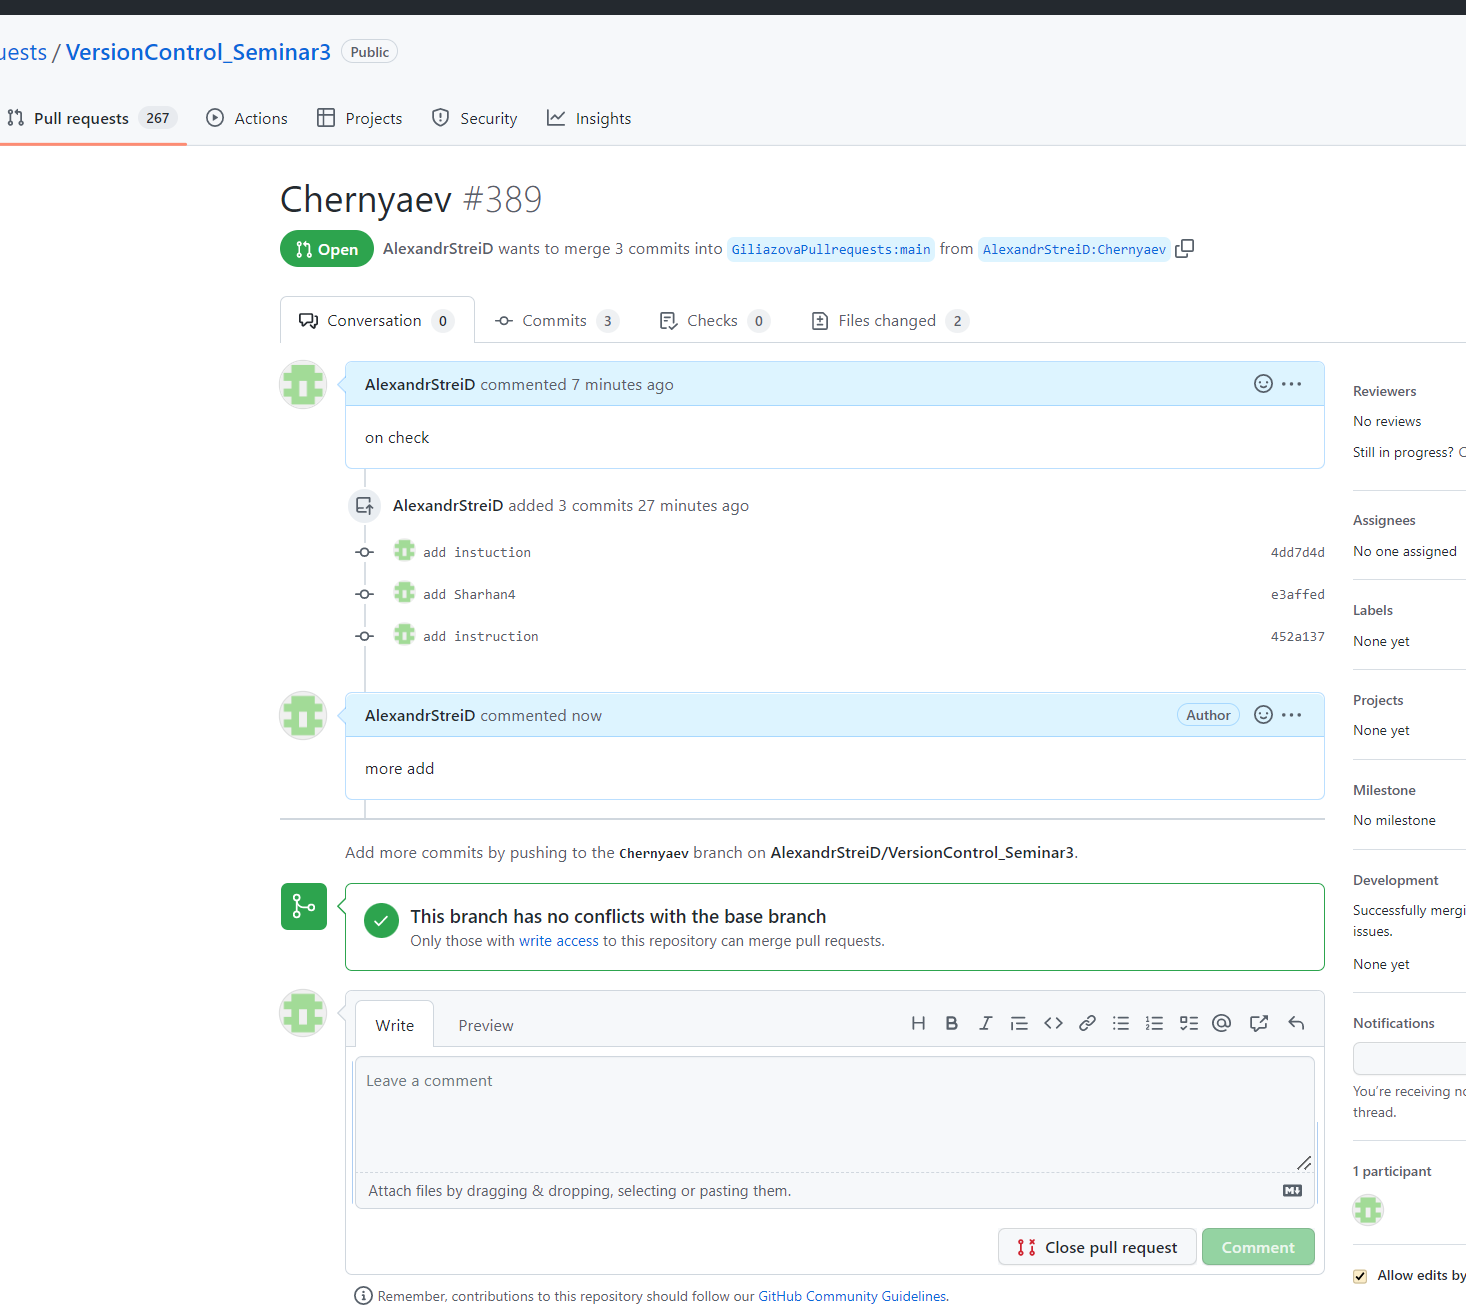 uests / VersionControl_Seminar3 Public
Pull requests 267 Actions Projects Security Insights
Chernyaev #389
Open AlexandrStreiD wants to merge 3 commits into GiliazovaPullrequests:main from AlexandrStreiD:Chernyaev
Conversation 0 Commits 3 Checks 0 Files changed 2
AlexandrStreiD commented 7 minutes ago
on check
AlexandrStreiD added 3 commits 27 minutes ago
add instuction 4dd7d4d
add Sharhan4 e3affed
add instruction 452a137
AlexandrStreiD commented now Author
more add
Add more commits by pushing to the Chernyaev branch on AlexandrStreiD/VersionControl_Seminar3.
This branch has no conflicts with the base branch
Only those with write access to this repository can merge pull requests.
Write Preview
Leave a comment
Attach files by dragging & dropping, selecting or pasting them.
Close pull request Comment
Remember, contributions to this repository should follow our GitHub Community Guidelines.
Reviewers
No reviews
Still in progress? C
Assignees
No one assigned
Labels
None yet
Projects
None yet
Milestone
No milestone
Development
Successfully mergi
issues.
None yet
Notifications
You're receiving no
thread.
1 participant
Allow edits by